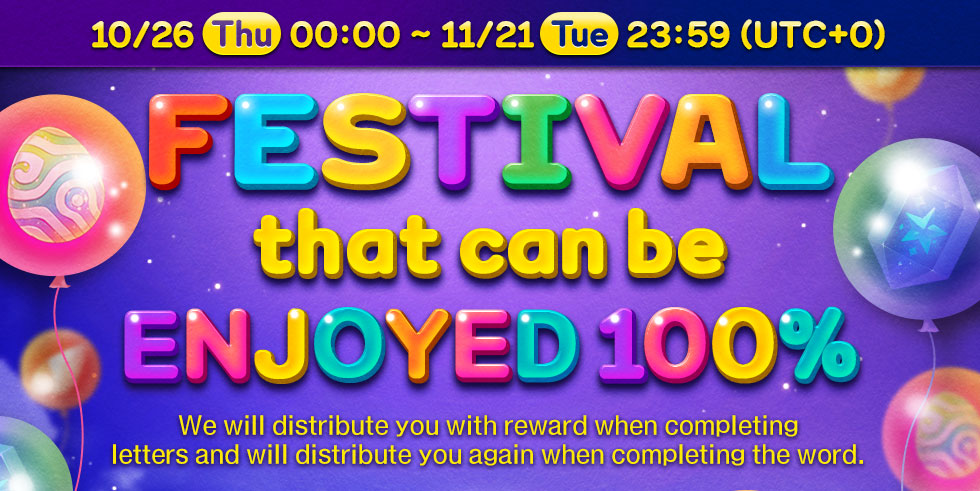 10/26 Thu 00:00 ~ 11/21 Tue 23:59 (UTC+0)
FESTIVAL
that can be
ENJOYED 100%
We will distribute you with reward when completing
letters and will distribute you again when completing the word.